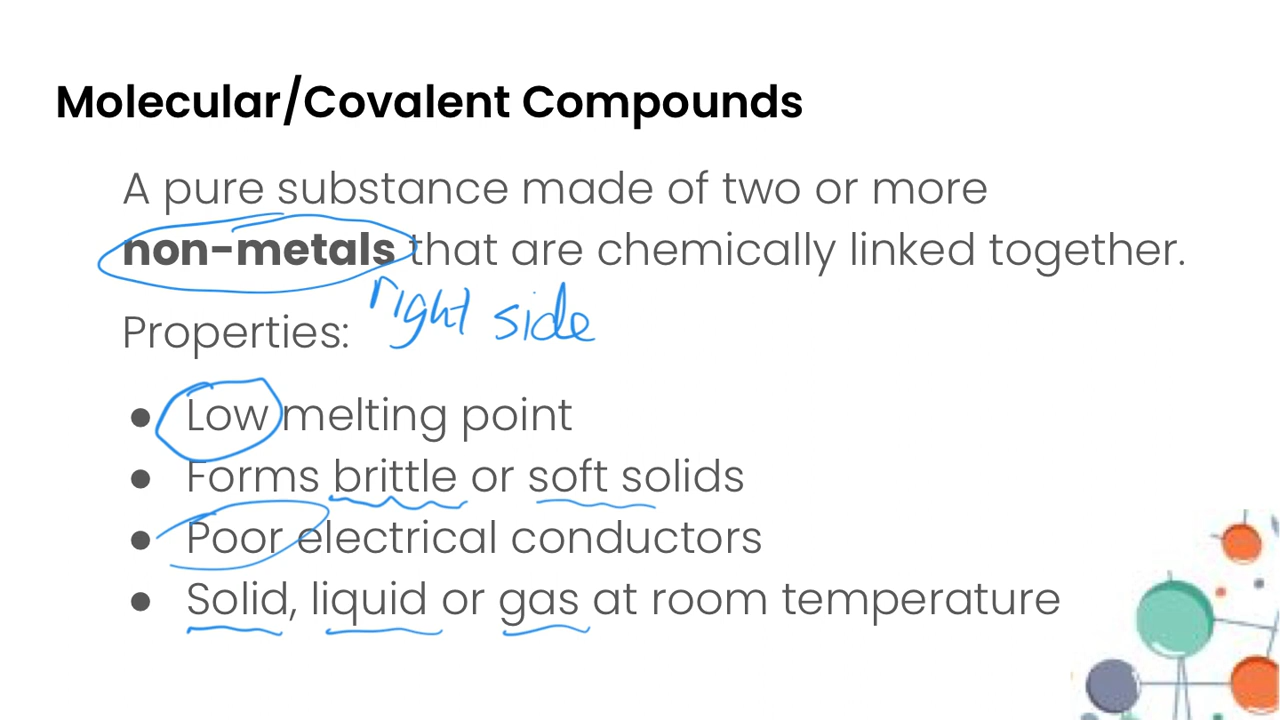 Molecular/Covalent Compounds
A pure substance made of two or more
non-metals that are chemically linked together.
right side
Properties:
● Low melting point
● Forms brittle or soft solids
● Poor electrical conductors
● Solid, liquid or gas at room temperature